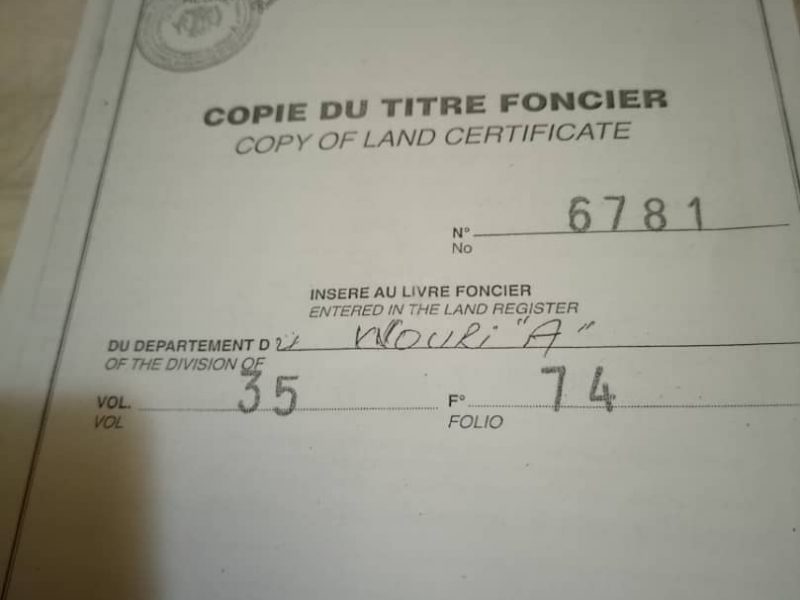 COPIE DU TITRE FONCIER
COPY OF LAND CERTIFICATE
N° 6781
No
INSERE AU LIVRE FONCIER
ENTERED IN THE LAND REGISTER
DU DEPARTEMENT D WOURI "A"
OF THE DIVISION OF
VOL. 35 F° 74
VOL FOLIO